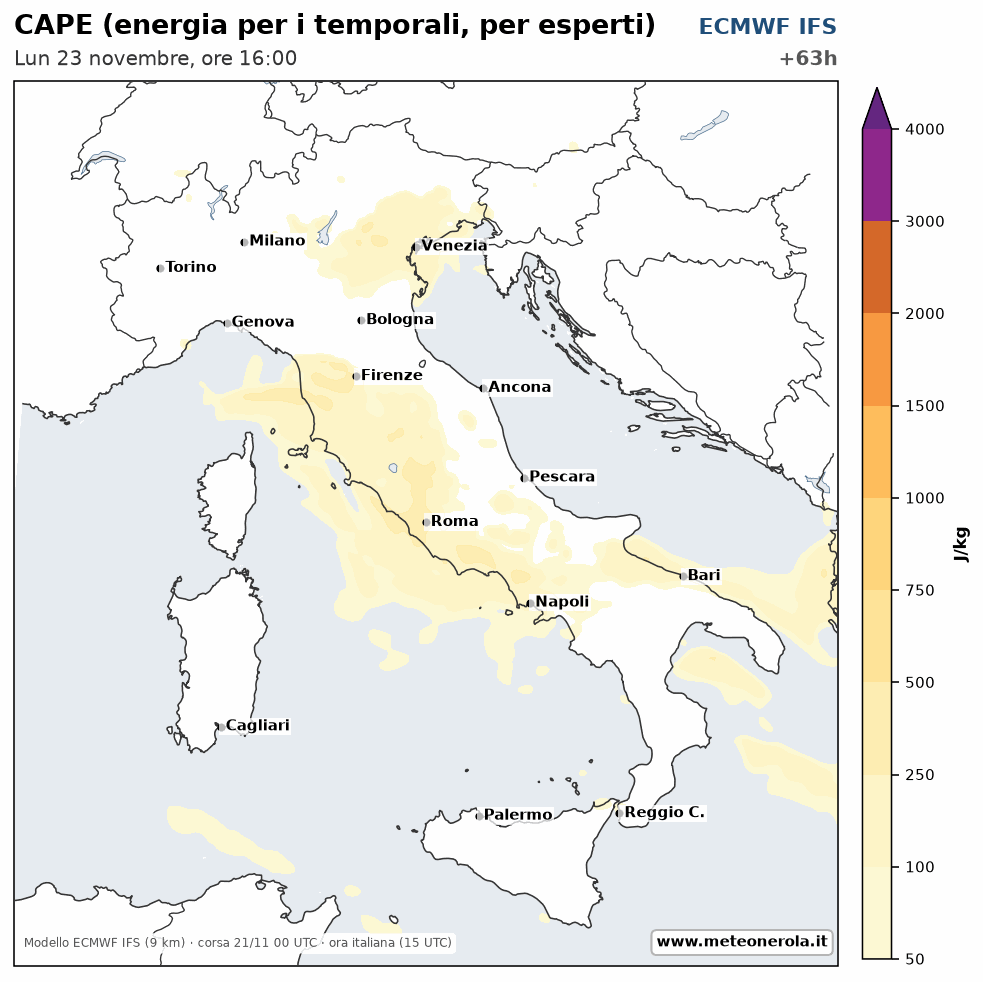 CAPE (energia per i temporali, per esperti)
ECMWF IFS
Lun 23 novembre, ore 16:00
+63h
Milano
Venezia
Torino
Genova
Bologna
Firenze
Ancona
Pescara
Roma
Bari
Napoli
Cagliari
Palermo
Reggio C.
4000
3000
2000
1500
1000
750
500
250
100
50
J/kg
Modello ECMWF IFS (9 km) · corsa 21/11 00 UTC · ora italiana (15 UTC)
www.meteonerola.it